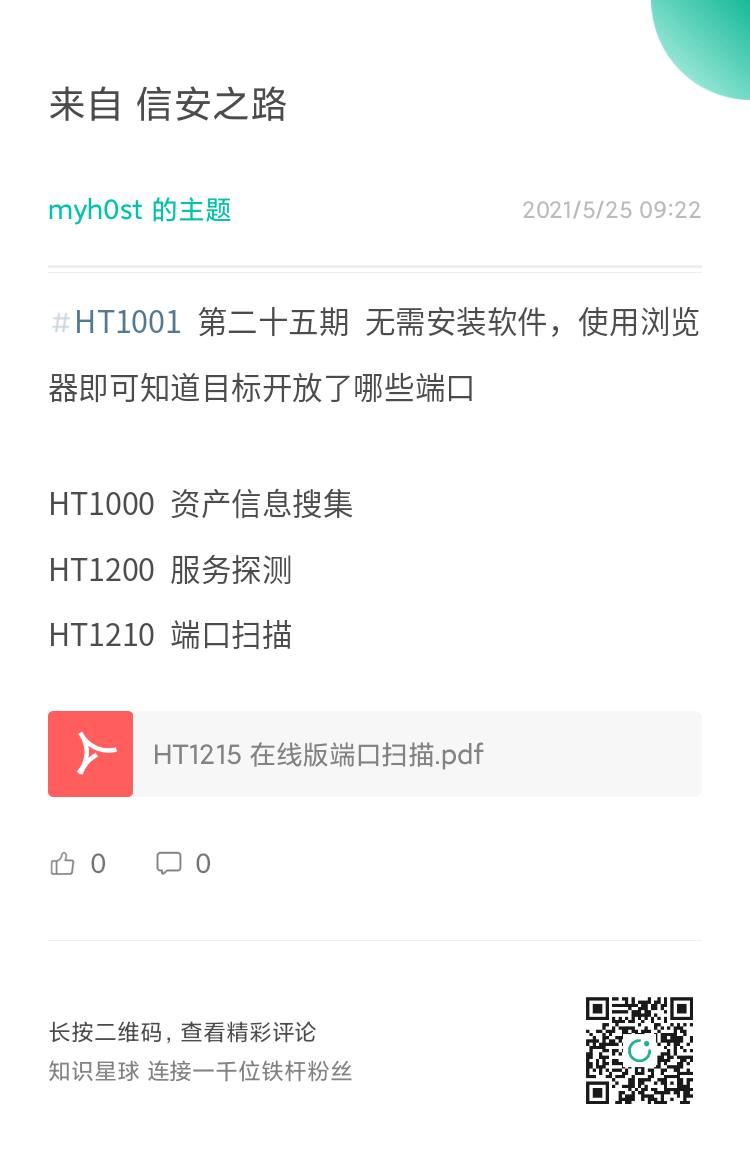 来自 信安之路
myh0st 的主题
2021/5/25 09:22
#HT1001 第二十五期 无需安装软件，使用浏览
器即可知道目标开放了哪些端口
HT1000 资产信息搜集
HT1200 服务探测
HT1210 端口扫描
HT1215 在线版端口扫描.pdf
0 0
长按二维码, 查看精彩评论
知识星球 连接一千位铁杆粉丝